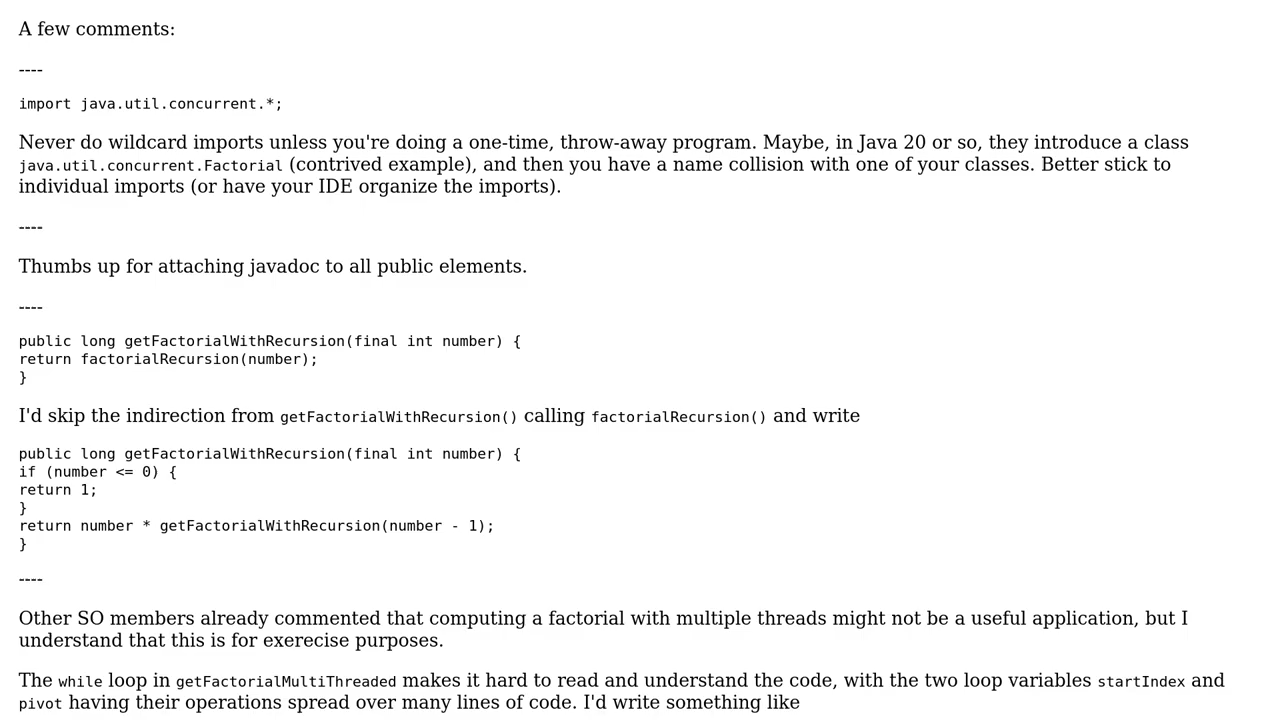 A few comments:
----
import java.util.concurrent.*;
Never do wildcard imports unless you're doing a one-time, throw-away program. Maybe, in Java 20 or so, they introduce a class
java.util.concurrent.Factorial (contrived example), and then you have a name collision with one of your classes. Better stick to
individual imports (or have your IDE organize the imports).
----
Thumbs up for attaching javadoc to all public elements.
----
public long getFactorialWithRecursion(final int number) {
return factorialRecursion(number);
}
I'd skip the indirection from getFactorialWithRecursion() calling factorialRecursion() and write
public long getFactorialWithRecursion(final int number) {
if (number <= 0) {
return 1;
}
return number * getFactorialWithRecursion(number - 1);
}
----
Other SO members already commented that computing a factorial with multiple threads might not be a useful application, but I
understand that this is for exerecise purposes.
The while loop in getFactorialMultiThreaded makes it hard to read and understand the code, with the two loop variables startIndex and
pivot having their operations spread over many lines of code. I'd write something like